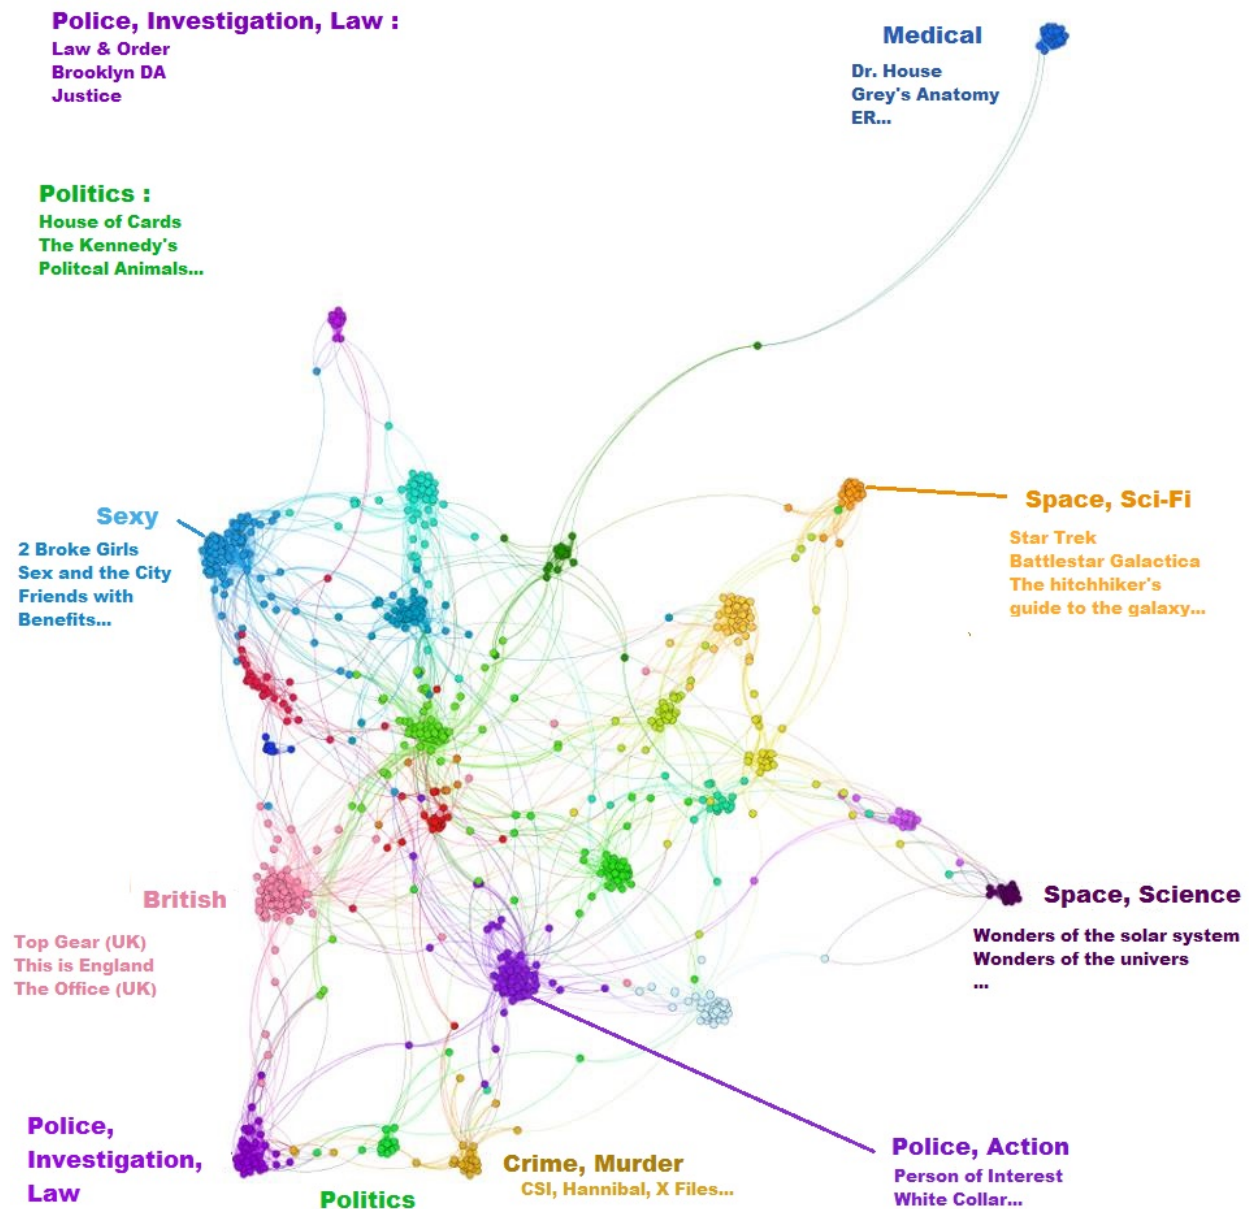 Police, Investigation, Law :
Law & Order
Brooklyn DA
Justice
Medical
Dr. House
Grey's Anatomy
ER...
Politics :
House of Cards
The Kennedy's
Politcal Animals...
Sexy
2 Broke Girls
Sex and the City
Friends with
Benefits...
Space, Sci-Fi
Star Trek
Battlestar Galactica
The hitchhiker's
guide to the galaxy...
British
Top Gear (UK)
This is England
The Office (UK)
Space, Science
Wonders of the solar system
Wonders of the univers
...
Police,
Investigation,
Law
Politics
Crime, Murder
CSI, Hannibal, X Files...
Police, Action
Person of Interest
White Collar...